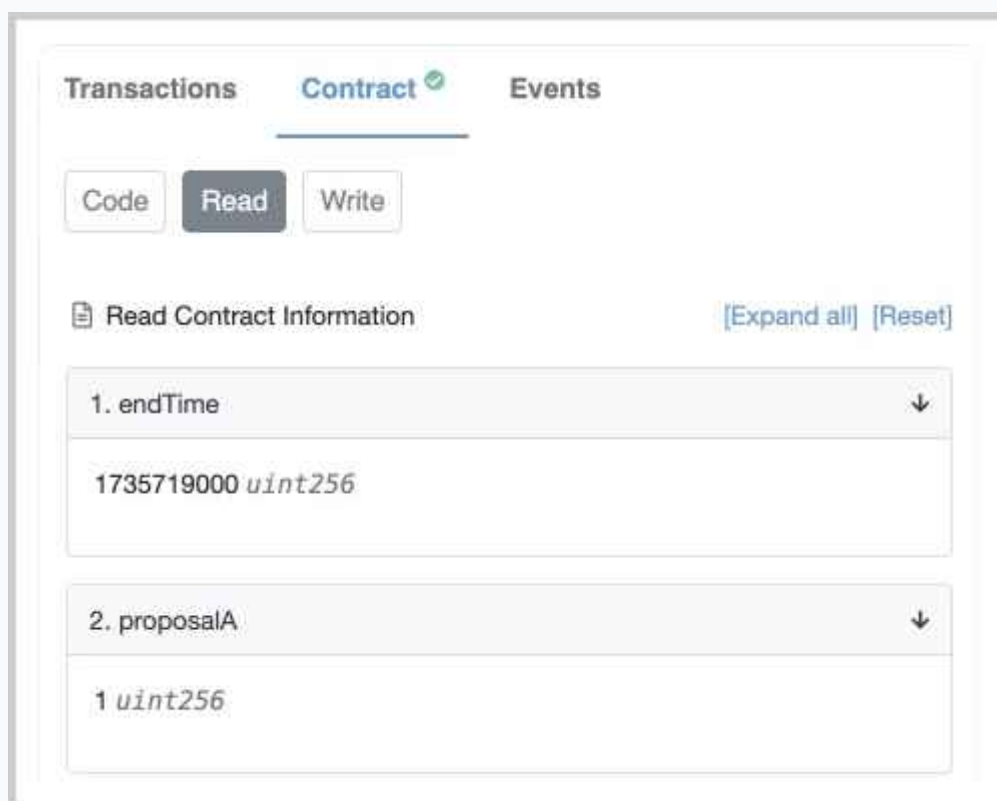 Transactions Contract Events
Code Read Write
Read Contract Information [Expand all] [Reset]
1. endTime
1735719000 uint256
2. proposalA
1 uint256